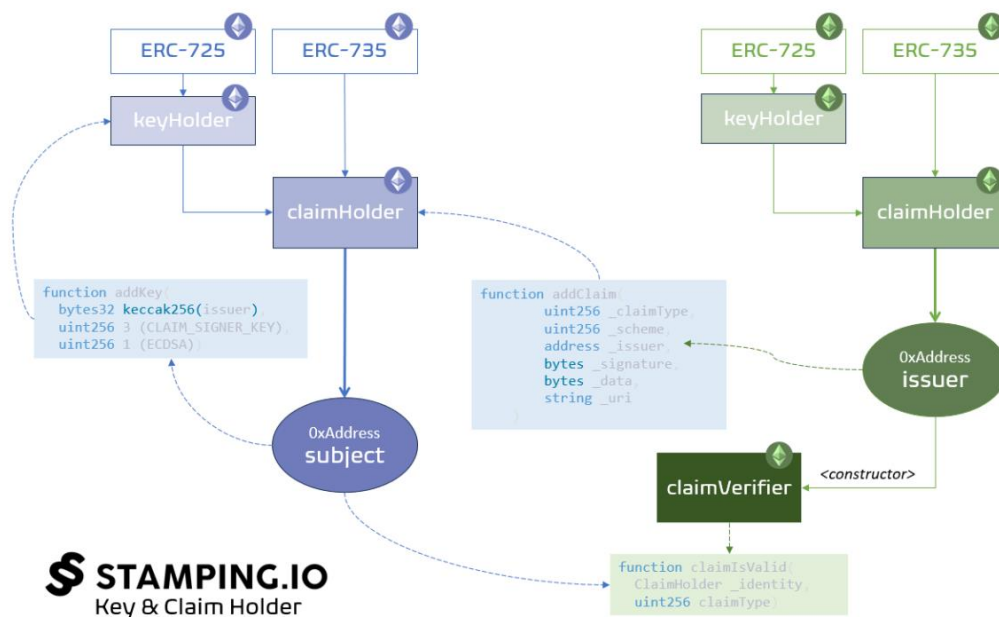 ERC-725
ERC-735
keyHolder
claimHolder
function addKey(
bytes32 keccak256(issuer),
uint256 3 (CLAIM_SIGNER_KEY),
uint256 1 (ECDSA))
0xAddress
subject
ERC-725
ERC-735
keyHolder
claimHolder
function addClaim(
uint256 _claimType,
uint256 _scheme,
address _issuer,
bytes _signature,
bytes _data,
string _uri
)
0xAddress
issuer
<constructor>
claimVerifier
function claimIsValid(
ClaimHolder _identity,
uint256 claimType)
STAMPING.IO
Key & Claim Holder